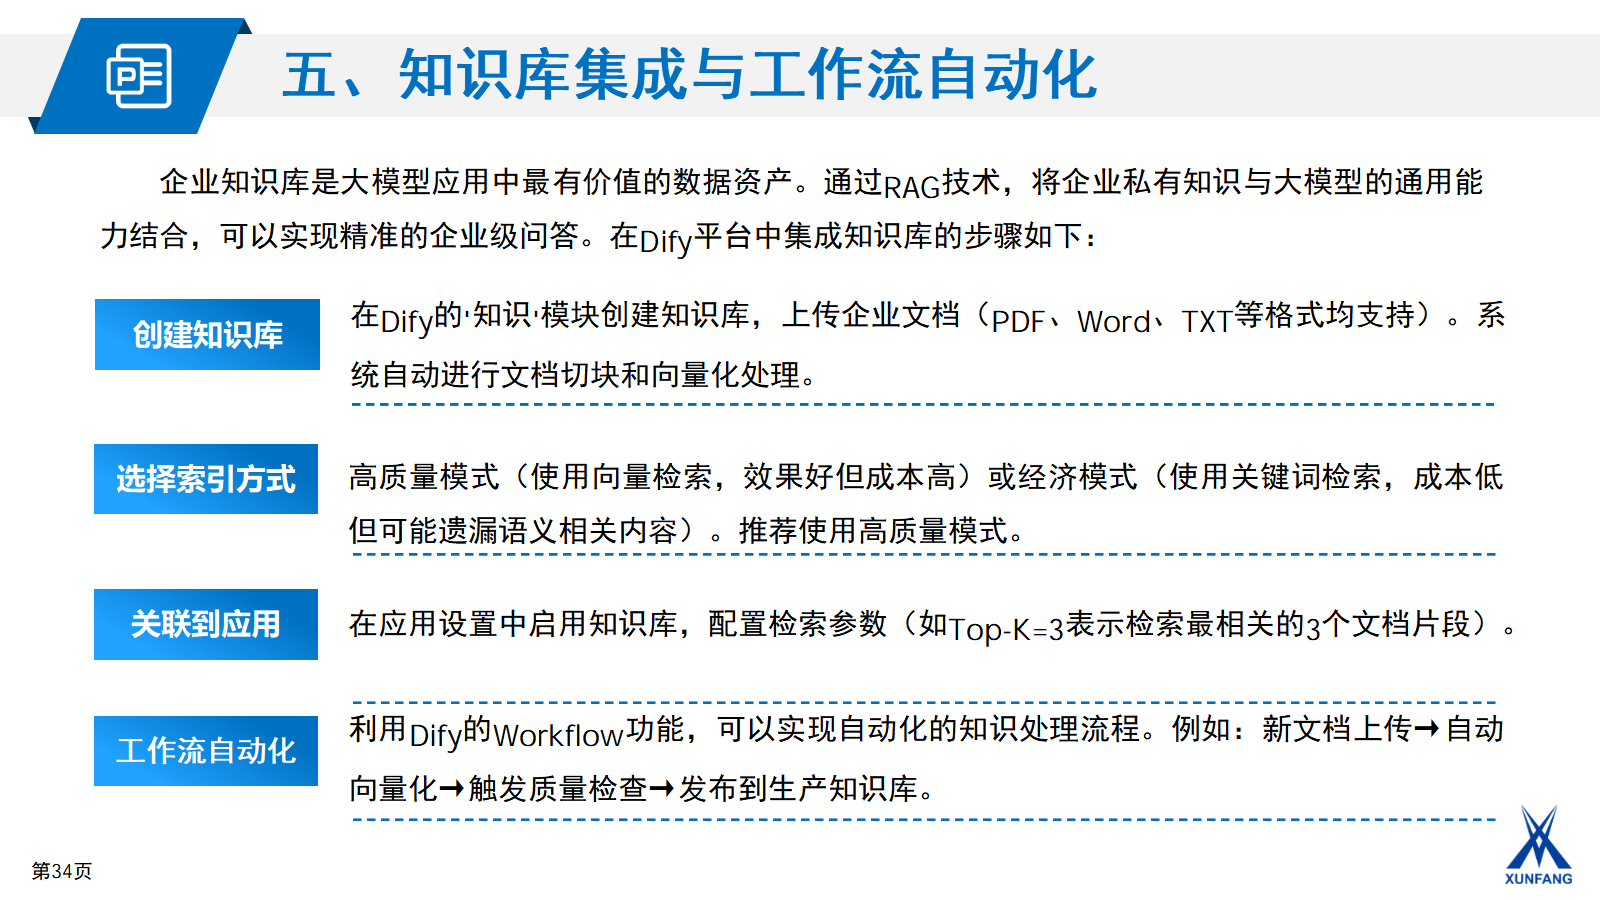 五、知识库集成与工作流自动化
企业知识库是大模型应用中最有价值的数据资产。通过RAG技术，将企业私有知识与大模型的通用能
力结合，可以实现精准的企业级问答。在Dify平台中集成知识库的步骤如下：
创建知识库
在Dify的'知识'模块创建知识库，上传企业文档（PDF、Word、TXT等格式均支持）。系
统自动进行文档切块和向量化处理。
选择索引方式
高质量模式（使用向量检索，效果好但成本高）或经济模式（使用关键词检索，成本低
但可能遗漏语义相关内容）。推荐使用高质量模式。
关联到应用
在应用设置中启用知识库，配置检索参数（如Top-K=3表示检索最相关的3个文档片段）。
工作流自动化
利用Dify的Workflow功能，可以实现自动化的知识处理流程。例如：新文档上传→自动
向量化→触发质量检查→发布到生产知识库。
第34页
XUNFANG